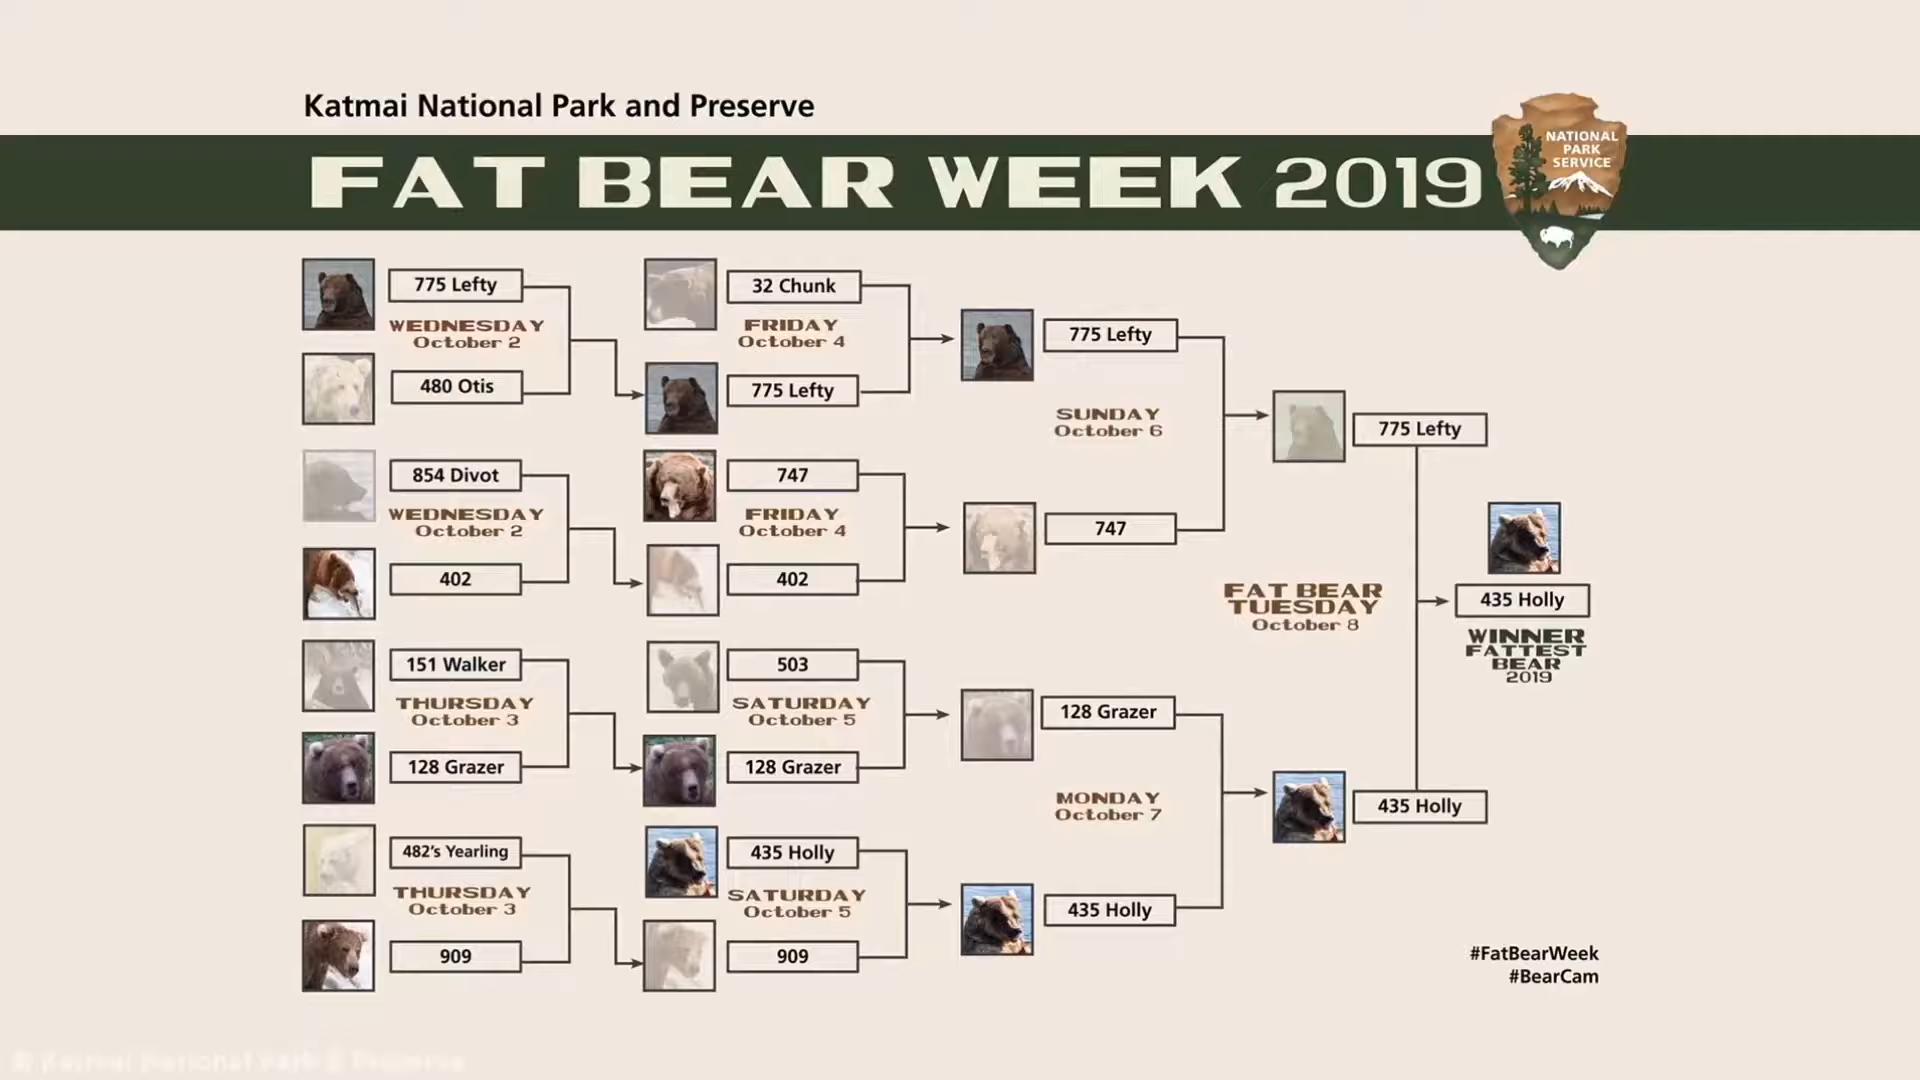 Katmai National Park and Preserve
FAT BEAR WEEK 2019
NATIONAL
PARK
SERVICE
775 Lefty
WEDNESDAY
October 2
480 Otis
854 Divot
WEDNESDAY
October 2
402
151 Walker
THURSDAY
October 3
128 Grazer
482's Yearling
THURSDAY
October 3
909
32 Chunk
FRIDAY
October 4
775 Lefty
747
FRIDAY
October 4
402
503
SATURDAY
October 5
128 Grazer
435 Holly
SATURDAY
October 5
909
775 Lefty
SUNDAY
October 6
747
128 Grazer
MONDAY
October 7
435 Holly
775 Lefty
FAT BEAR
TUESDAY
October 8
435 Holly
435 Holly
WINNER
FATTEST
BEAR
2019
#FatBearWeek
#BearCam
© Katmai National Park & Preserve